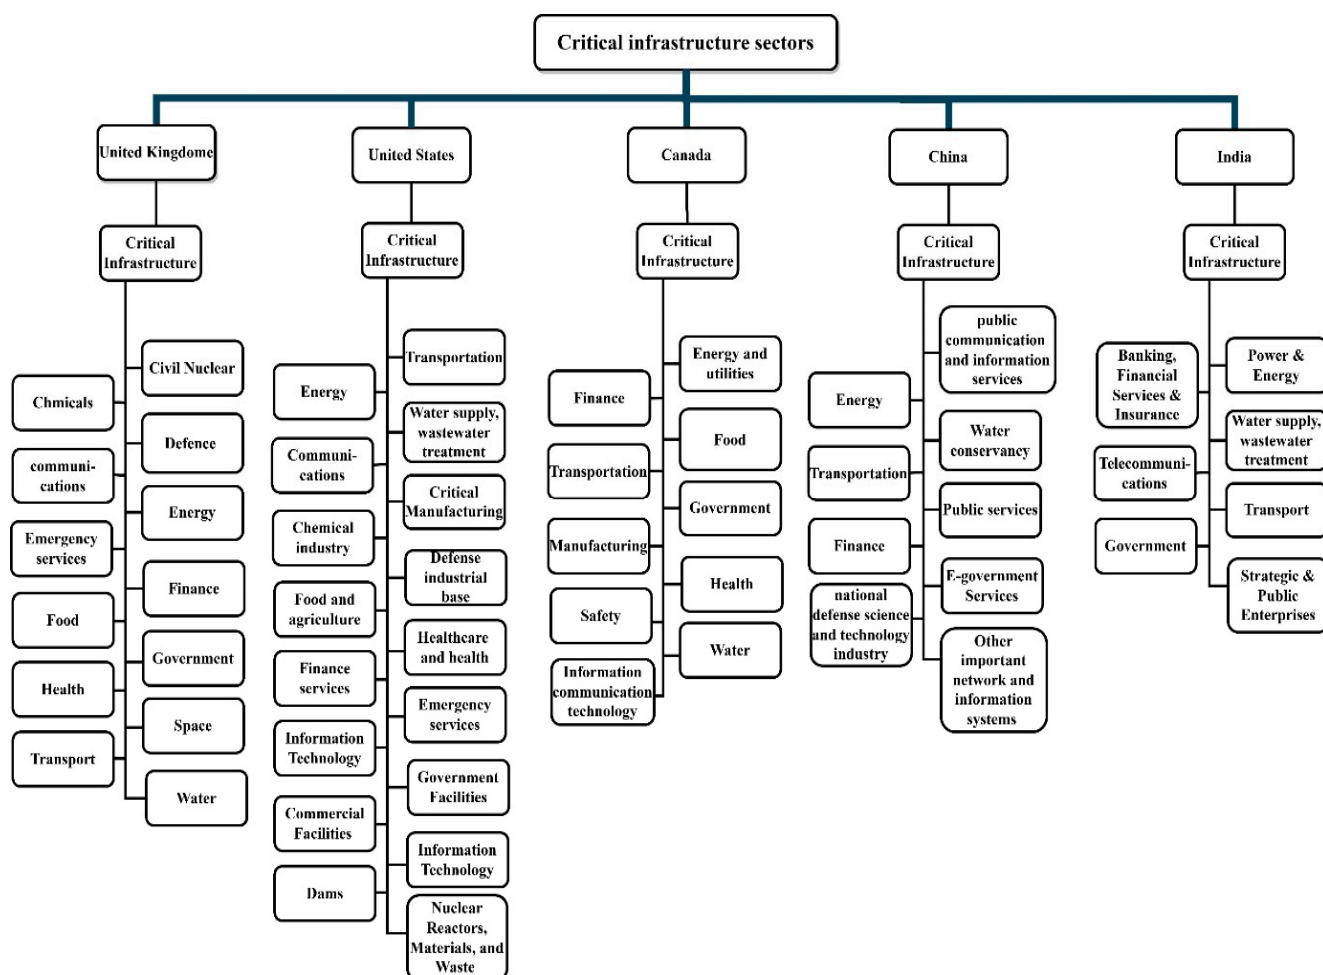 Critical infrastructure sectors
United Kingdome
United States
Canada
China
India
Critical
Infrastructure
Critical
Infrastructure
Critical
Infrastructure
Critical
Infrastructure
Critical
Infrastructure
Chmicals
communi-
cations
Emergency
services
Food
Health
Transport
Civil Nuclear
Defence
Energy
Finance
Government
Space
Water
Energy
Communi-
cations
Chemical
industry
Food and
agriculture
Finance
services
Information
Technology
Commercial
Facilities
Dams
Transportation
Water supply,
wastewater
treatment
Critical
Manufacturing
Defense
industrial
base
Healthcare
and health
Emergency
services
Government
Facilities
Information
Technology
Nuclear
Reactors,
Materials, and
Waste
Finance
Transportation
Manufacturing
Safety
Information
communication
technology
Energy and
utilities
Food
Government
Health
Water
Energy
Transportation
Finance
national
defense science
and technology
industry
public
communication
and information
services
Water
conservancy
Public services
E-government
Services
Other
important
network and
information
systems
Banking,
Financial
Services &
Insurance
Telecommuni-
cations
Government
Power &
Energy
Water supply,
wastewater
treatment
Transport
Strategic &
Public
Enterprises